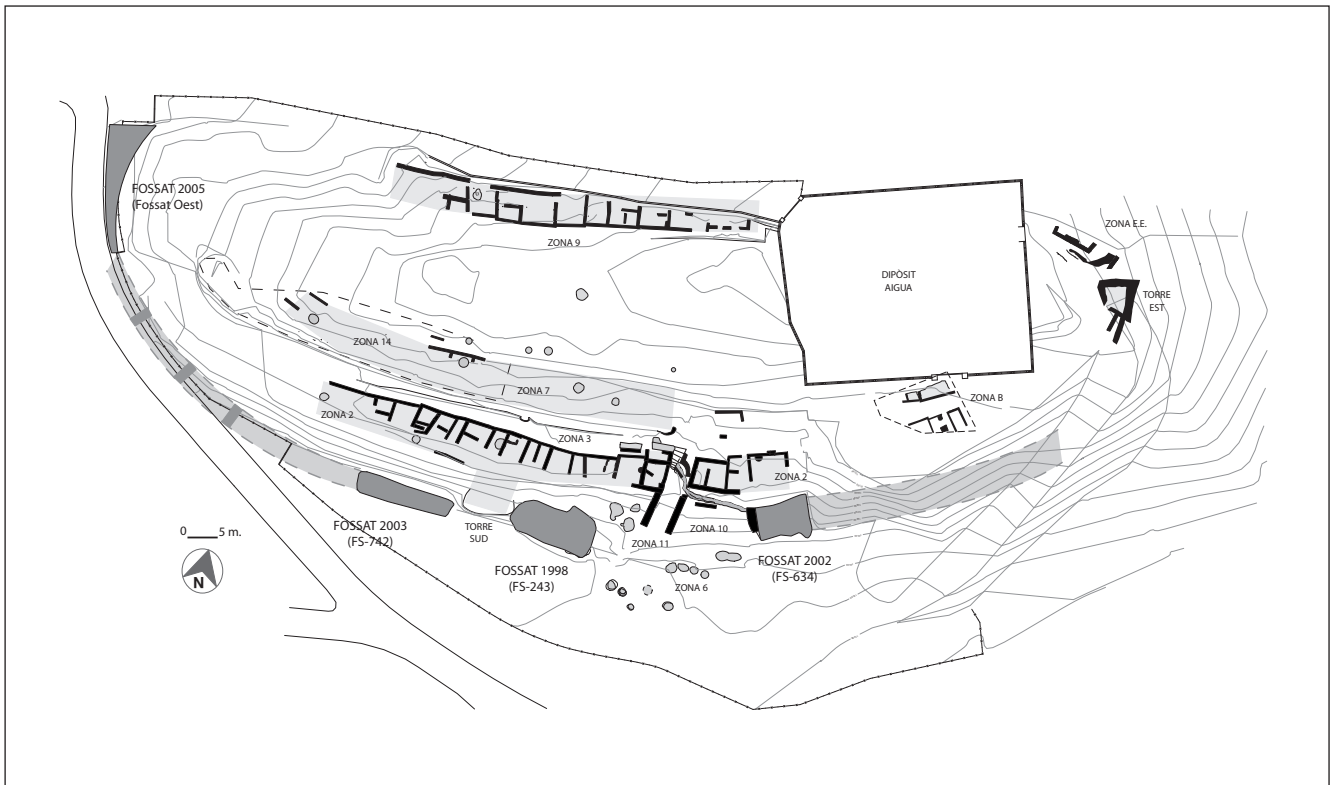 FOSSAT 2005
(Fossat Oest)
ZONA 9
ZONA E.E.
DIPÒSIT
AIGUA
TORRE
EST
ZONA 14
ZONA 7
ZONA B
ZONA 2
ZONA 3
ZONA 2
FOSSAT 2003
(FS-742)
TORRE
SUD
ZONA 10
ZONA 11
FOSSAT 1998
(FS-243)
FOSSAT 2002
(FS-634)
ZONA 6
0 5 m.
N